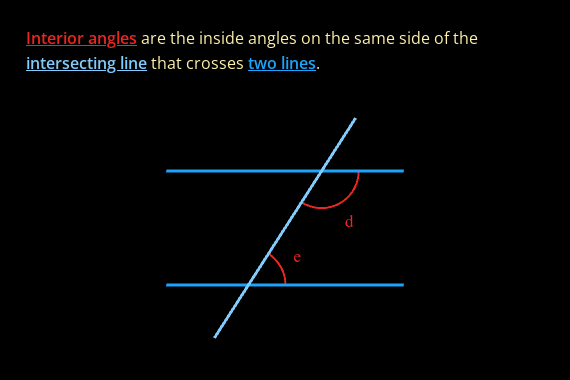 Interior angles are the inside angles on the same side of the
intersecting line that crosses two lines.
d
e